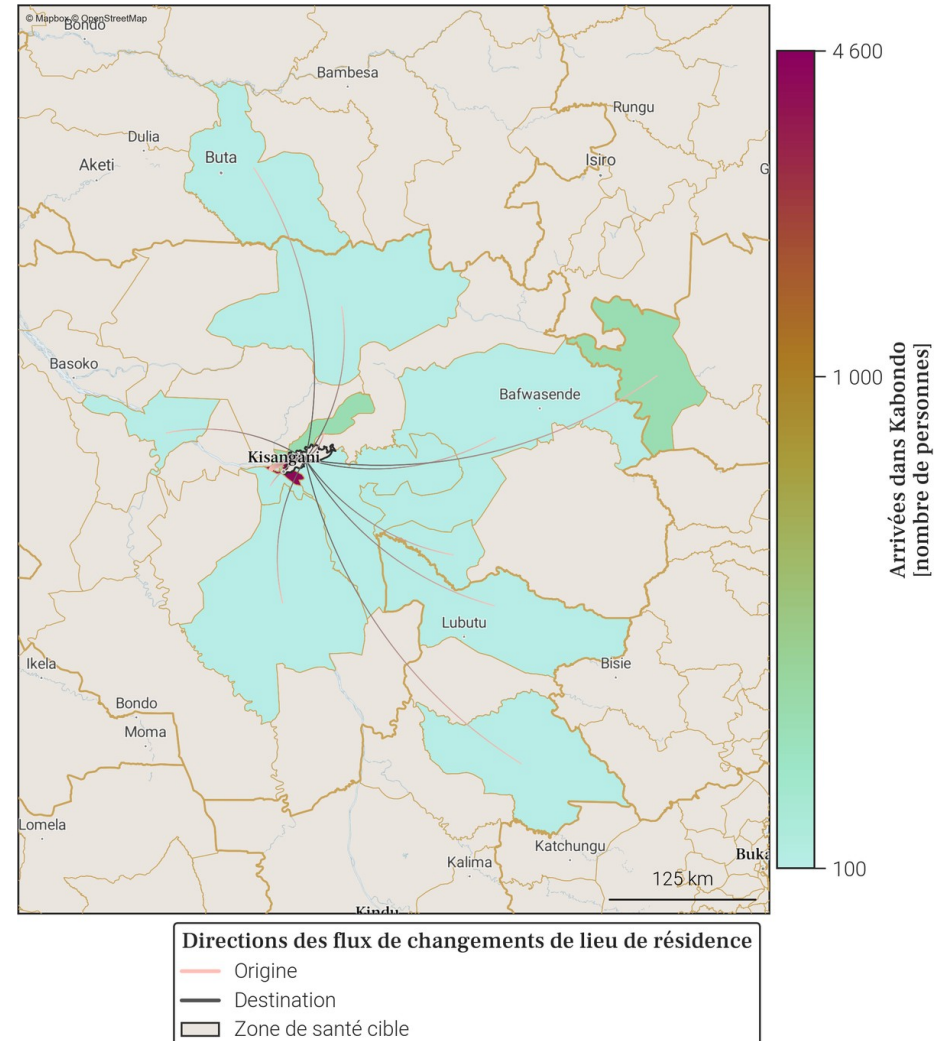 © Mapbox © OpenStreetMap
Bondo
Bambesa
Rungu
Dulia
Aketi
Buta
Isiro
G
Basoko
Bafwasende
Kisangani
Lubutu
Ikela
Bisie
Bondo
Moma
Lomela
Katchungu
Kalima
Buka
125 km
Kindu
4 600
1 000
100
Arrivées dans Kabondo
[nombre de personnes]
Directions des flux de changements de lieu de résidence
Origine
Destination
Zone de santé cible